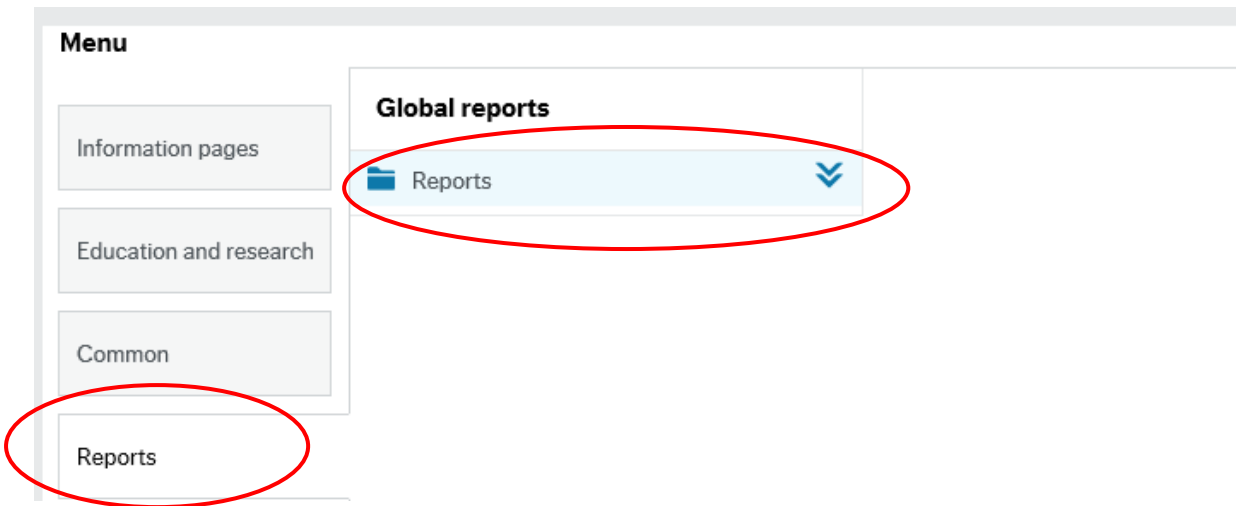 Menu
Information pages
Education and research
Common
Reports
Global reports
Reports